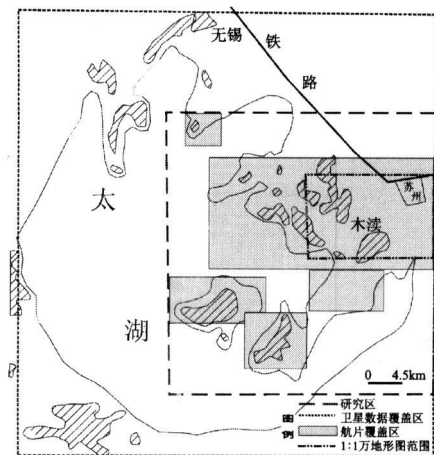 无锡
铁
路
太
苏州
木渎
湖
0 4.5km
图例
研究区
卫星数据覆盖区
航片覆盖区
1:1万地形图范围